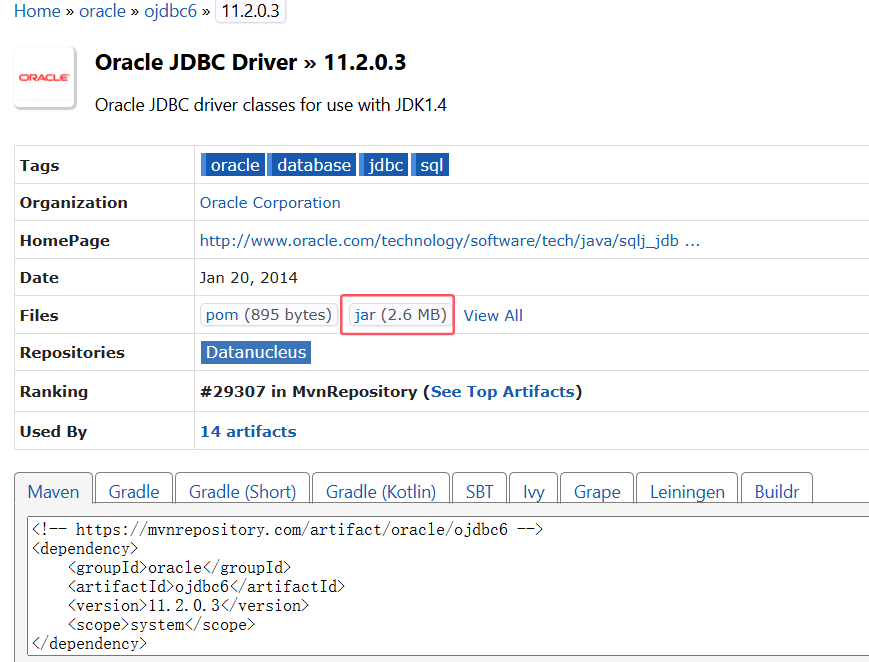 Home » oracle » ojdbc6 » 11.2.0.3
ORACLE
Oracle JDBC Driver » 11.2.0.3
Oracle JDBC driver classes for use with JDK1.4
Tags oracle database jdbc sql
Organization Oracle Corporation
HomePage http://www.oracle.com/technology/software/tech/java/sqlj_jdb ...
Date Jan 20, 2014
Files pom (895 bytes) jar (2.6 MB) View All
Repositories Datanucleus
Ranking #29307 in MvnRepository (See Top Artifacts)
Used By 14 artifacts
Maven Gradle Gradle (Short) Gradle (Kotlin) SBT Ivy Grape Leiningen Buildr
<!-- https://mvnrepository.com/artifact/oracle/ojdbc6 -->
<dependency>
    <groupId>oracle</groupId>
    <artifactId>ojdbc6</artifactId>
    <version>11.2.0.3</version>
    <scope>system</scope>
</dependency>